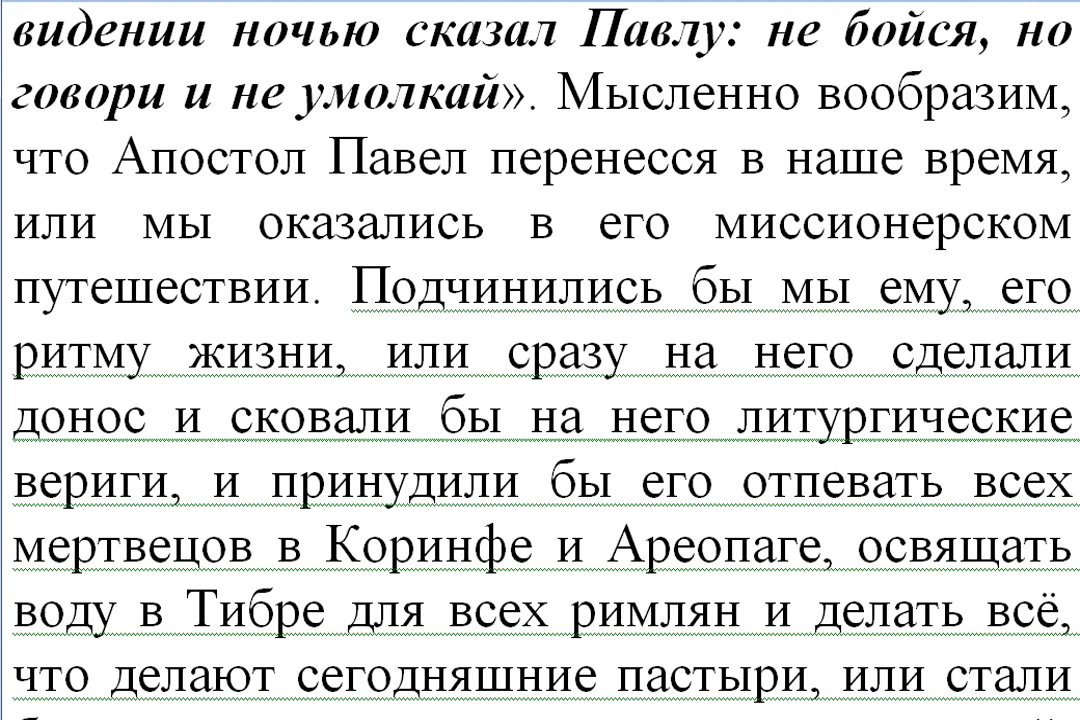 видении ночью сказал Павлу: не бойся, но
говори и не умолкай». Мысленно вообразим,
что Апостол Павел перенесся в наше время,
или мы оказались в его миссионерском
путешествии. Подчинились бы мы ему, его
ритму жизни, или сразу на него сделали
донос и сковали бы на него литургические
вериги, и принудили бы его отпевать всех
мертвецов в Коринфе и Ареопаге, освящать
воду в Тибре для всех римлян и делать всё,
что делают сегодняшние пастыри, или стали